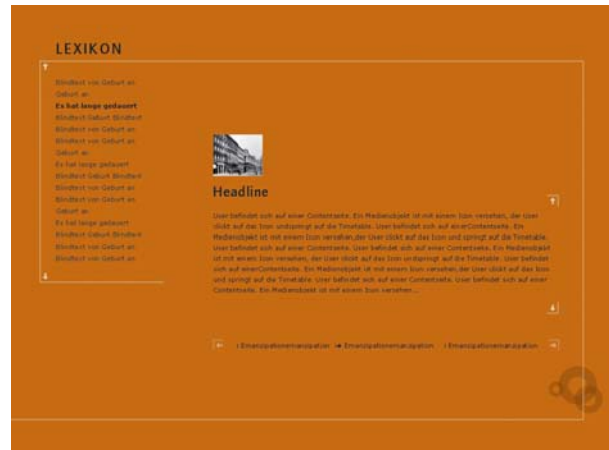 LEXIKON
Blindtext von Geburt an
Geburt an
Es hat lange gedauert
Blindtext Geburt Blindtext
Blindtext von Geburt an
Blindtext von Geburt an
Geburt an
Es hat lange gedauert
Blindtext Geburt Blindtext
Blindtext von Geburt an
Blindtext von Geburt an
Geburt an
Es hat lange gedauert
Blindtext Geburt Blindtext
Blindtext von Geburt an
Blindtext von Geburt an
Headline
User befindet sich auf einer Contentseite. Ein Medienobjekt ist mit einem Icon versehen, der User
clickt auf das Icon undspringt auf die Timetable. User befindet sich auf einerContentseite. Ein
Medienobjekt ist mit einem Icon versehen,der User clickt auf das Icon und springt auf die Timetable.
User befindet sich auf einer Contentseite. User befindet sich auf einer Contentseite. Ein Medienobjekt
ist mit einem Icon versehen, der User clickt auf das Icon undspringt auf die Timetable. User befindet
sich auf einerContentseite. Ein Medienobjekt ist mit einem Icon versehen,der User clickt auf das Icon
und springt auf die Timetable. User befindet sich auf einer Contentseite. User befindet sich auf einer
Contentseite. Ein Medienobjekt ist mit einem Icon versehen...
Emanzipationemanzipation Emanzipationemanzipation Emanzipationemanzipation